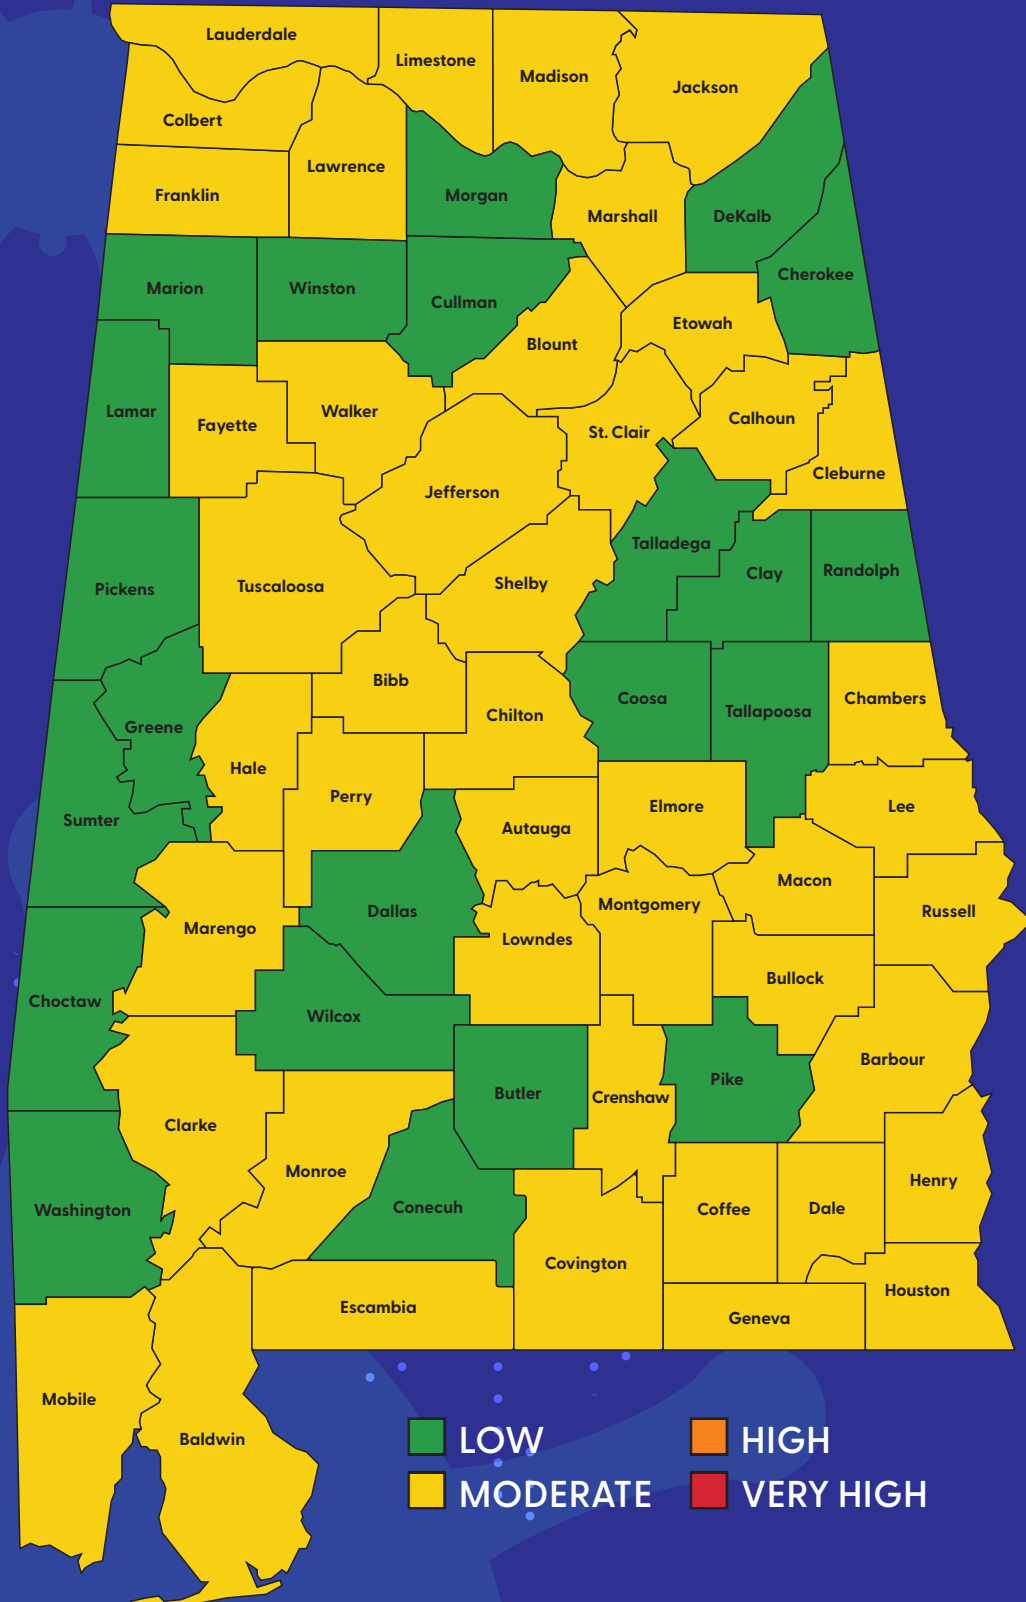 Lauderdale
Limestone
Madison
Jackson
Colbert
Lawrence
Franklin
Morgan
Marshall
DeKalb
Cherokee
Marion
Winston
Cullman
Etowah
Blount
Lamar
Fayette
Walker
St. Clair
Calhoun
Cleburne
Jefferson
Talladega
Pickens
Tuscaloosa
Shelby
Clay
Randolph
Bibb
Coosa
Tallapoosa
Chambers
Greene
Chilton
Hale
Perry
Elmore
Lee
Sumter
Autauga
Macon
Dallas
Montgomery
Russell
Marengo
Lowndes
Bullock
Choctaw
Wilcox
Barbour
Butler
Crenshaw
Pike
Clarke
Monroe
Henry
Washington
Conecuh
Coffee
Dale
Covington
Houston
Escambia
Geneva
Mobile
Baldwin
LOW
HIGH
MODERATE
VERY HIGH